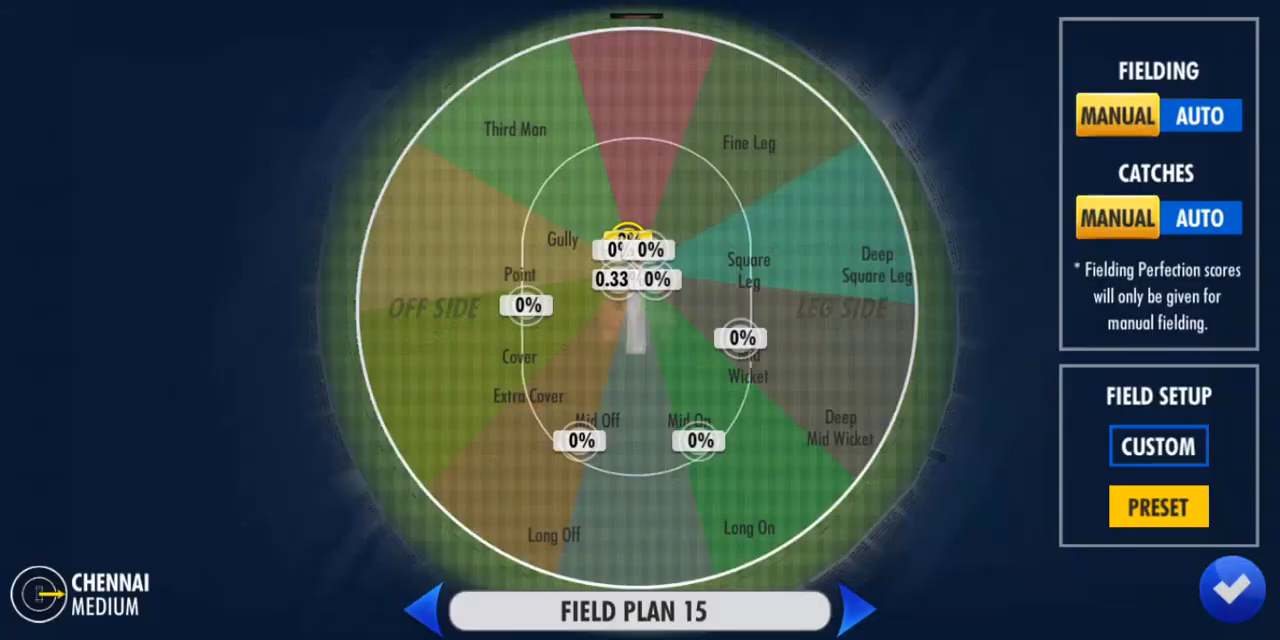 FIELDING
MANUAL AUTO
CATCHES
MANUAL AUTO
* Fielding Perfection scores
will only be given for
manual fielding.
FIELD SETUP
CUSTOM
PRESET
Third Man
Fine Leg
Gully
0%
0%
Point
Square
Leg
Deep
Square Leg
0.33
0%
OFF SIDE
0%
LEG SIDE
0%
Cover
Wicket
Extra Cover
Mid Off
Mid On
Deep
Mid Wicket
0%
0%
Long Off
Long On
CHENNAI
MEDIUM
FIELD PLAN 15